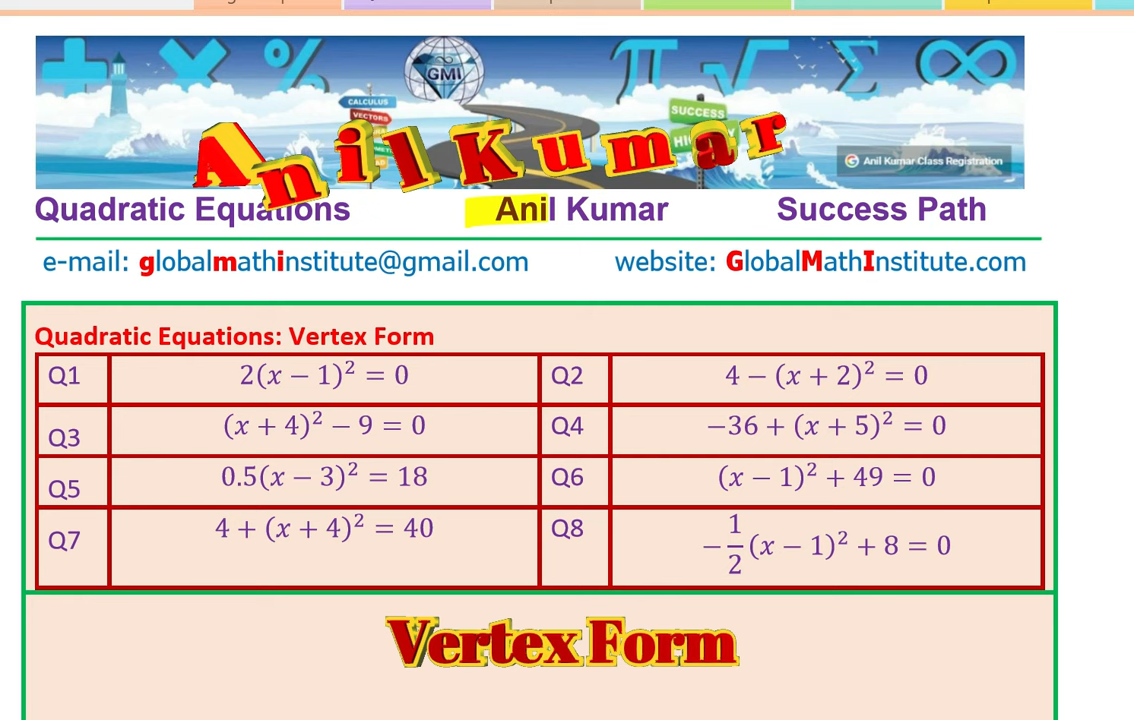 GMI
CALCULUS
VECTORS
SUCCESS
Anil Kumar
Anil Kumar Class Registration
Quadratic Equations Anil Kumar Success Path
e-mail: globalmathinstitute@gmail.com website: GlobalMathInstitute.com
Quadratic Equations: Vertex Form
Q1 2(x − 1)² = 0 Q2 4 − (x + 2)² = 0
Q3 (x + 4)² − 9 = 0 Q4 −36 + (x + 5)² = 0
Q5 0.5(x − 3)² = 18 Q6 (x − 1)² + 49 = 0
Q7 4 + (x + 4)² = 40 Q8 −1/2(x − 1)² + 8 = 0
Vertex Form